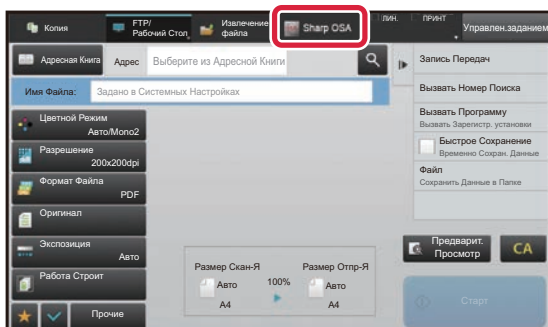 Копия
FTP/
Рабочий Стол
Извлечение
файла
Sharp OSA
ЛИН.
ПРИНТ
Управлен.заданием
Адресная Книга
Адрес
Выберите из Адресной Книги
Имя Файла:
Задано в Системных Настройках
Цветной Режим
Авто/Mono2
Разрешение
200x200dpi
Формат Файла
PDF
Оригинал
Экспозиция
Авто
Работа Строит
Прочие
Размер Скан-Я
Авто
A4
100%
Размер Отпр-Я
Авто
A4
Запись Передач
Вызвать Номер Поиска
Вызвать Программу
Вызвать Зарегистр. установки
Быстрое Сохранение
Временно Сохран. Данные
Файл
Сохранить Данные в Папке
Предварит.
Просмотр
CA
Старт